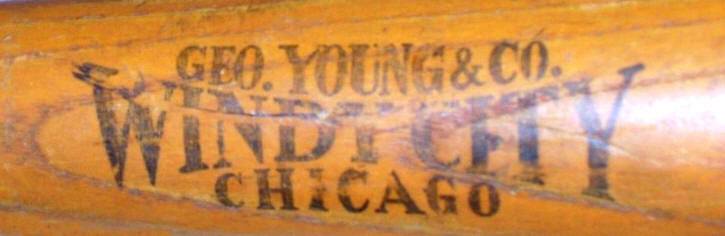 GEO. YOUNG & CO.
WINDY CITY
CHICAGO